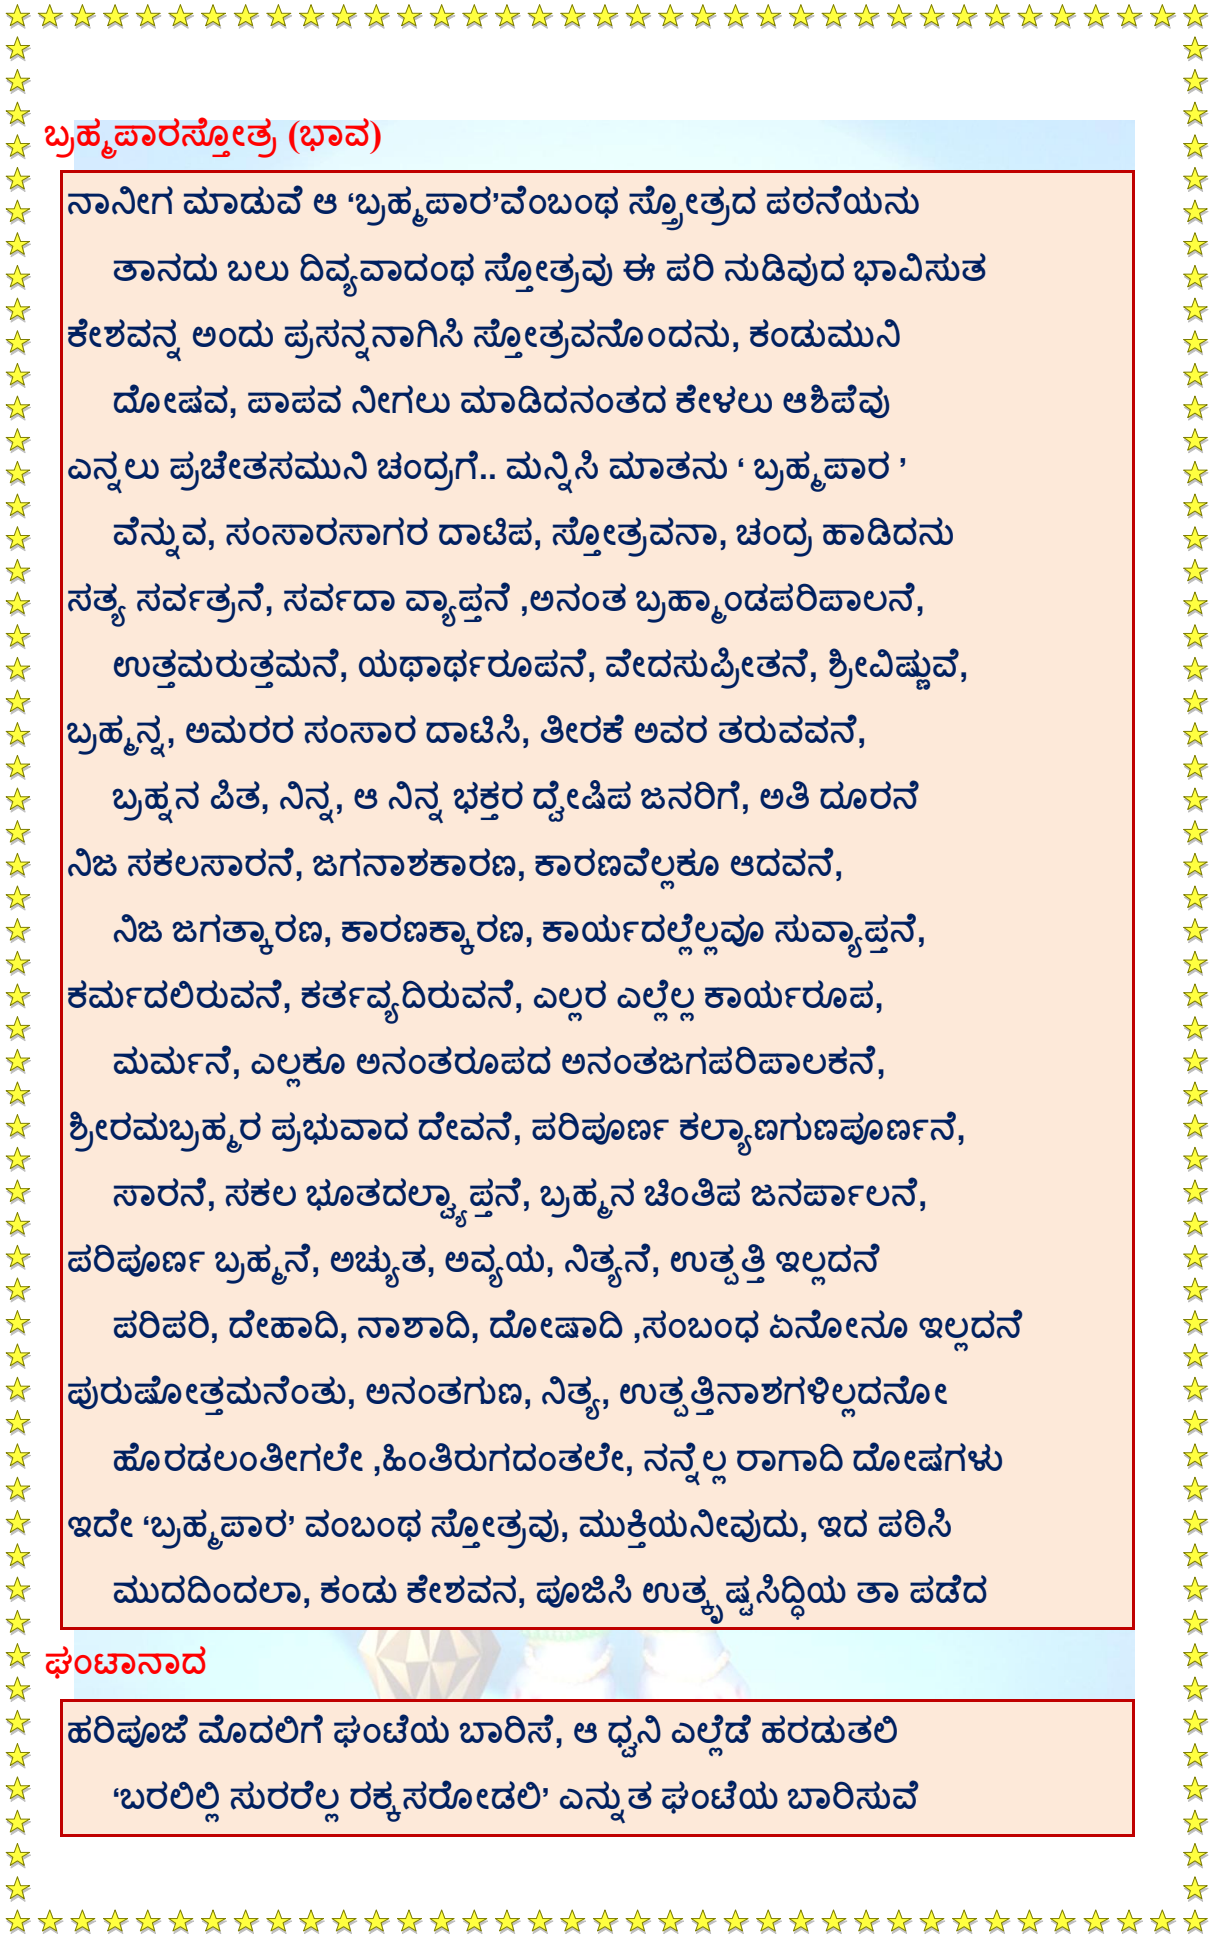 ಬ್ರಹ್ಮಪಾರಸ್ತೋತ್ರ (ಭಾವ)
ನಾನೀಗ ಮಾಡುವೆ ಆ ‘ಬ್ರಹ್ಮಪಾರ’ವೆಂಬಂಥ ಸ್ತ್ರೋತ್ರದ ಪಠನೆಯನು
ತಾನದು ಬಲು ದಿವ್ಯವಾದಂಥ ಸ್ತೋತ್ರವು ಈ ಪರಿ ನುಡಿವುದ ಭಾವಿಸುತ
ಕೇಶವನ್ನ ಅಂದು ಪ್ರಸನ್ನನಾಗಿಸಿ ಸ್ತೋತ್ರವನೊಂದನು, ಕಂಡುಮುನಿ
ದೋಷವ, ಪಾಪವ ನೀಗಲು ಮಾಡಿದನಂತದ ಕೇಳಲು ಆಶಿಪೆವು
ಎನ್ನಲು ಪ್ರಚೇತಸಮುನಿ ಚಂದ್ರಗೆ.. ಮನ್ನಿಸಿ ಮಾತನು ‘ ಬ್ರಹ್ಮಪಾರ ’
ವೆನ್ನುವ, ಸಂಸಾರಸಾಗರ ದಾಟಿಪ, ಸ್ತೋತ್ರವನಾ, ಚಂದ್ರ ಹಾಡಿದನು
ಸತ್ಯ ಸರ್ವತ್ರನೆ, ಸರ್ವದಾ ವ್ಯಾಪ್ತನೆ ,ಅನಂತ ಬ್ರಹ್ಮಾಂಡಪರಿಪಾಲನೆ,
ಉತ್ತಮರುತ್ತಮನೆ, ಯಥಾರ್ಥರೂಪನೆ, ವೇದಸುಪ್ರೀತನೆ, ಶ್ರೀವಿಷ್ಣುವೆ,
ಬ್ರಹ್ಮನ್ನ, ಅಮರರ ಸಂಸಾರ ದಾಟಿಸಿ, ತೀರಕೆ ಅವರ ತರುವವನೆ,
ಬ್ರಹ್ನನ ಪಿತ, ನಿನ್ನ, ಆ ನಿನ್ನ ಭಕ್ತರ ದ್ವೇಷಿಪ ಜನರಿಗೆ, ಅತಿ ದೂರನೆ
ನಿಜ ಸಕಲಸಾರನೆ, ಜಗನಾಶಕಾರಣ, ಕಾರಣವೆಲ್ಲಕೂ ಆದವನೆ,
ನಿಜ ಜಗತ್ಕಾರಣ, ಕಾರಣಕ್ಕಾರಣ, ಕಾರ್ಯದಲ್ಲೆಲ್ಲವೂ ಸುವ್ಯಾಪ್ತನೆ,
ಕರ್ಮದಲಿರುವನೆ, ಕರ್ತವ್ಯದಿರುವನೆ, ಎಲ್ಲರ ಎಲ್ಲೆಲ್ಲ ಕಾರ್ಯರೂಪ,
ಮರ್ಮನೆ, ಎಲ್ಲಕೂ ಅನಂತರೂಪದ ಅನಂತಜಗಪರಿಪಾಲಕನೆ,
ಶ್ರೀರಮಬ್ರಹ್ಮರ ಪ್ರಭುವಾದ ದೇವನೆ, ಪರಿಪೂರ್ಣ ಕಲ್ಯಾಣಗುಣಪೂರ್ಣನೆ,
ಸಾರನೆ, ಸಕಲ ಭೂತದಲ್ವ್ಯಾಪ್ತನೆ, ಬ್ರಹ್ಮನ ಚಿಂತಿಪ ಜನರ್ಪಾಲನೆ,
ಪರಿಪೂರ್ಣ ಬ್ರಹ್ಮನೆ, ಅಚ್ಯುತ, ಅವ್ಯಯ, ನಿತ್ಯನೆ, ಉತ್ಪತ್ತಿ ಇಲ್ಲದನೆ
ಪರಿಪರಿ, ದೇಹಾದಿ, ನಾಶಾದಿ, ದೋಷಾದಿ ,ಸಂಬಂಧ ಏನೋನೂ ಇಲ್ಲದನೆ
ಪುರುಷೋತ್ತಮನೆಂತು, ಅನಂತಗುಣ, ನಿತ್ಯ, ಉತ್ಪತ್ತಿನಾಶಗಳಿಲ್ಲದನೋ
ಹೊರಡಲಂತೀಗಲೇ ,ಹಿಂತಿರುಗದಂತಲೇ, ನನ್ನೆಲ್ಲ ರಾಗಾದಿ ದೋಷಗಳು
ಇದೇ ‘ಬ್ರಹ್ಮಪಾರ’ ವಂಬಂಥ ಸ್ತೋತ್ರವು, ಮುಕ್ತಿಯನೀವುದು, ಇದ ಪಠಿಸಿ
ಮುದದಿಂದಲಾ, ಕಂಡು ಕೇಶವನ, ಪೂಜಿಸಿ ಉತ್ಕೃಷ್ಟಸಿದ್ಧಿಯ ತಾ ಪಡೆದ
ಘಂಟಾನಾದ
ಹರಿಪೂಜೆ ಮೊದಲಿಗೆ ಘಂಟೆಯ ಬಾರಿಸೆ, ಆ ಧ್ವನಿ ಎಲ್ಲೆಡೆ ಹರಡುತಲಿ
‘ಬರಲಿಲ್ಲಿ ಸುರರೆಲ್ಲ ರಕ್ಕಸರೋಡಲಿ’ ಎನ್ನುತ ಘಂಟೆಯ ಬಾರಿಸುವೆ